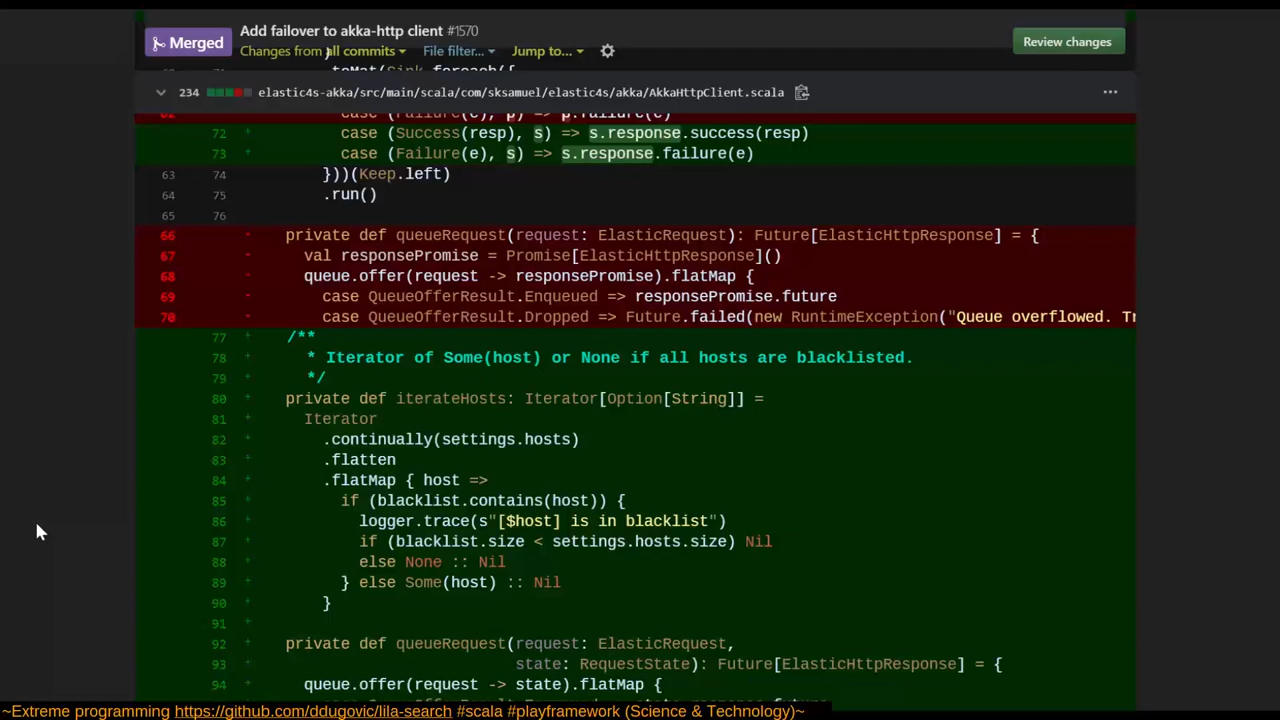 Merged
Add failover to akka-http client #1570
Changes from all commits File filter... Jump to...
Review changes
234 elastic4s-akka/src/main/scala/com/sksamuel/elastic4s/akka/AkkaHttpClient.scala ...
62 - case (Failure(e), p) => p.failure(e)
72 + case (Success(resp), s) => s.response.success(resp)
73 + case (Failure(e), s) => s.response.failure(e)
63 74 }))(Keep.left)
64 75 .run()
65 76
66 - private def queueRequest(request: ElasticRequest): Future[ElasticHttpResponse] = {
67 - val responsePromise = Promise[ElasticHttpResponse]()
68 - queue.offer(request -> responsePromise).flatMap {
69 - case QueueOfferResult.Enqueued => responsePromise.future
70 - case QueueOfferResult.Dropped => Future.failed(new RuntimeException("Queue overflowed.
77 + /**
78 + * Iterator of Some(host) or None if all hosts are blacklisted.
79 + */
80 + private def iterateHosts: Iterator[Option[String]] =
81 + Iterator
82 + .continually(settings.hosts)
83 + .flatten
84 + .flatMap { host =>
85 + if (blacklist.contains(host)) {
86 + logger.trace(s"[$host] is in blacklist")
87 + if (blacklist.size < settings.hosts.size) Nil
88 + else None :: Nil
89 + } else Some(host) :: Nil
90 + }
91 +
92 + private def queueRequest(request: ElasticRequest,
93 + state: RequestState): Future[ElasticHttpResponse] = {
94 + queue.offer(request -> state).flatMap {
~Extreme programming https://github.com/ddugovic/lila-search #scala #playframework (Science & Technology)~